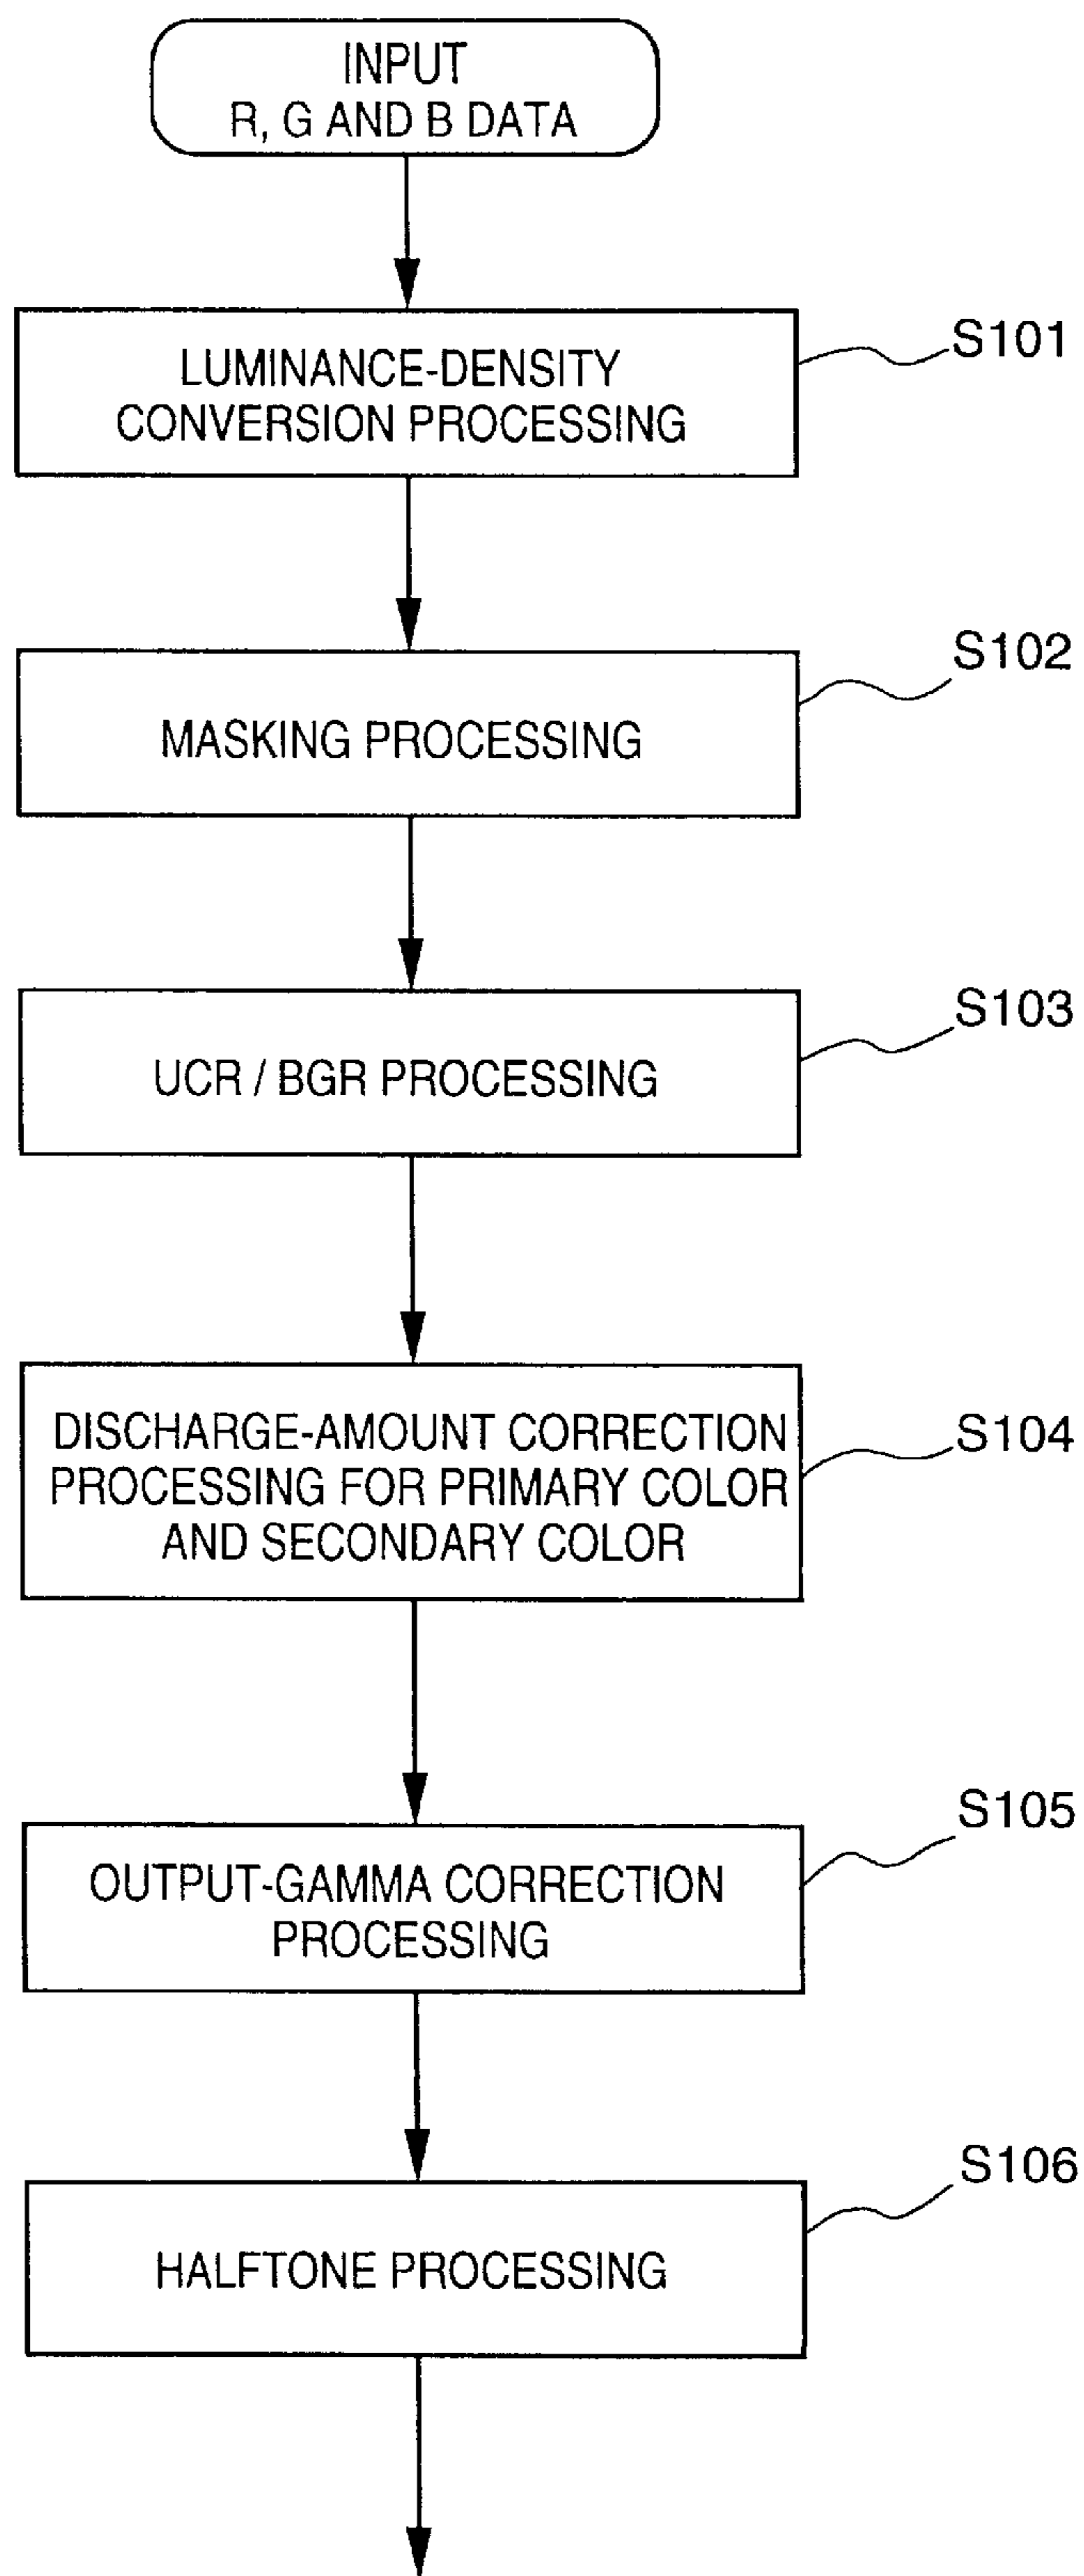 INPUT
R, G AND B DATA
LUMINANCE-DENSITY
CONVERSION PROCESSING
S101
MASKING PROCESSING
S102
UCR / BGR PROCESSING
S103
DISCHARGE-AMOUNT CORRECTION
PROCESSING FOR PRIMARY COLOR
AND SECONDARY COLOR
S104
OUTPUT-GAMMA CORRECTION
PROCESSING
S105
HALFTONE PROCESSING
S106